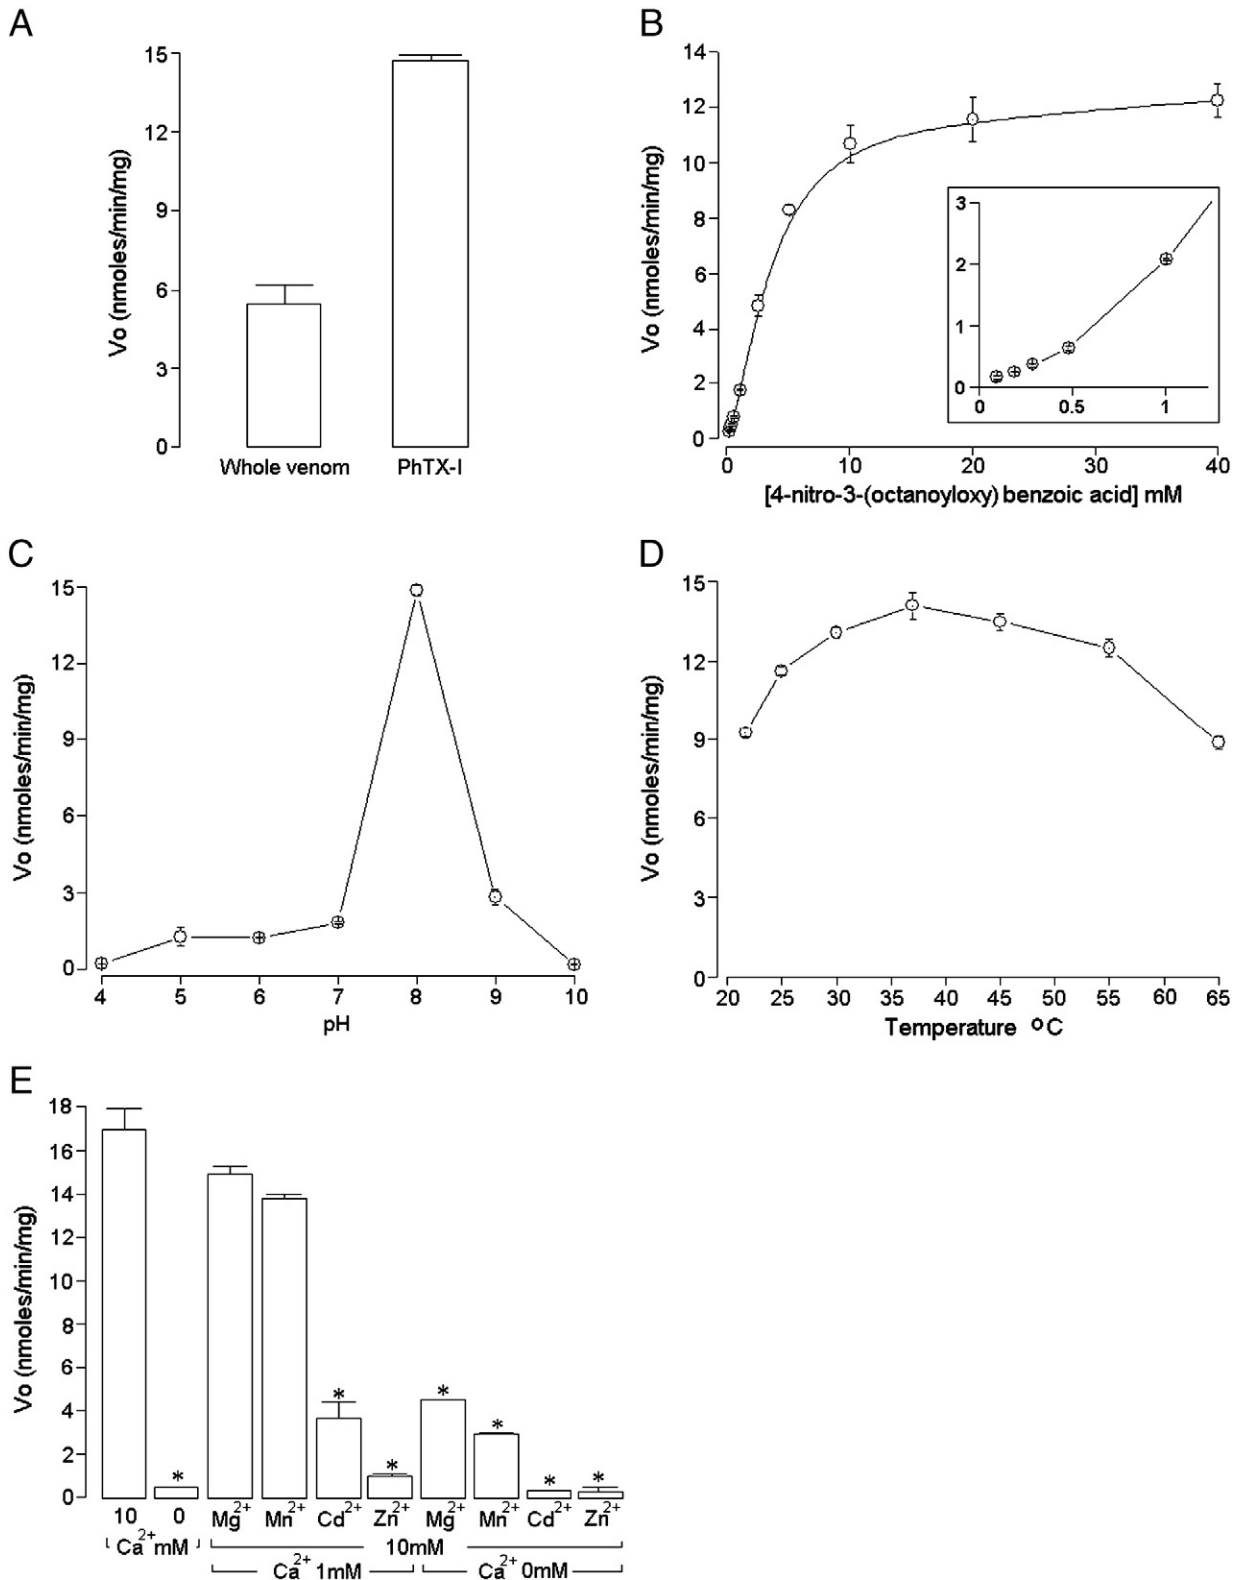 A
Vo (nmoles/min/mg)
15
12
9
6
3
0
Whole venom PhTX-I
B
Vo (nmoles/min/mg)
14
12
10
8
6
4
2
0
0 10 20 30 40
[4-nitro-3-(octanoyloxy) benzoic acid] mM
3
2
1
0
0 0.5 1
C
Vo (nmoles/min/mg)
15
12
9
6
3
0
4 5 6 7 8 9 10
pH
D
Vo (nmoles/min/mg)
15
12
9
6
3
0
20 25 30 35 40 45 50 55 60 65
Temperature ºC
E
Vo (nmoles/min/mg)
18
16
14
12
10
8
6
4
2
0
* * * * * * *
10 0 Mg²⁺ Mn²⁺ Cd²⁺ Zn²⁺ Mg²⁺ Mn²⁺ Cd²⁺ Zn²⁺
Ca²⁺mM 10mM
Ca²⁺ 1mM Ca²⁺ 0mM